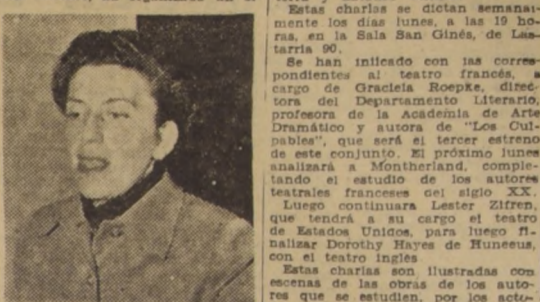 Estas charlas se dictan semanal-
mente los días lunes, a las 19 ho-
ras, en la Sala San Ginés, de Las-
tarria 90.
Se han iniicado con las corres-
pondientes al teatro francés, a
cargo de Graciela Roepke, direc-
tora del Departamento Literario,
profesora de la Academia de Arte
Dramático y autora de "Los Cul-
pables", que será el tercer estreno
de este conjunto. El próximo lunes
analizará a Montherland, comple-
tando el estudio de los autores
teatrales franceses del siglo XX.
Luego continuara Lester Zifren,
que tendrá a su cargo el teatro
de Estados Unidos, para luego fi-
nalizar Dorothy Hayes de Huneeus,
con el teatro inglés
Estas charlas son ilustradas con
escenas de las obras de los auto-
res que se estudien, por los